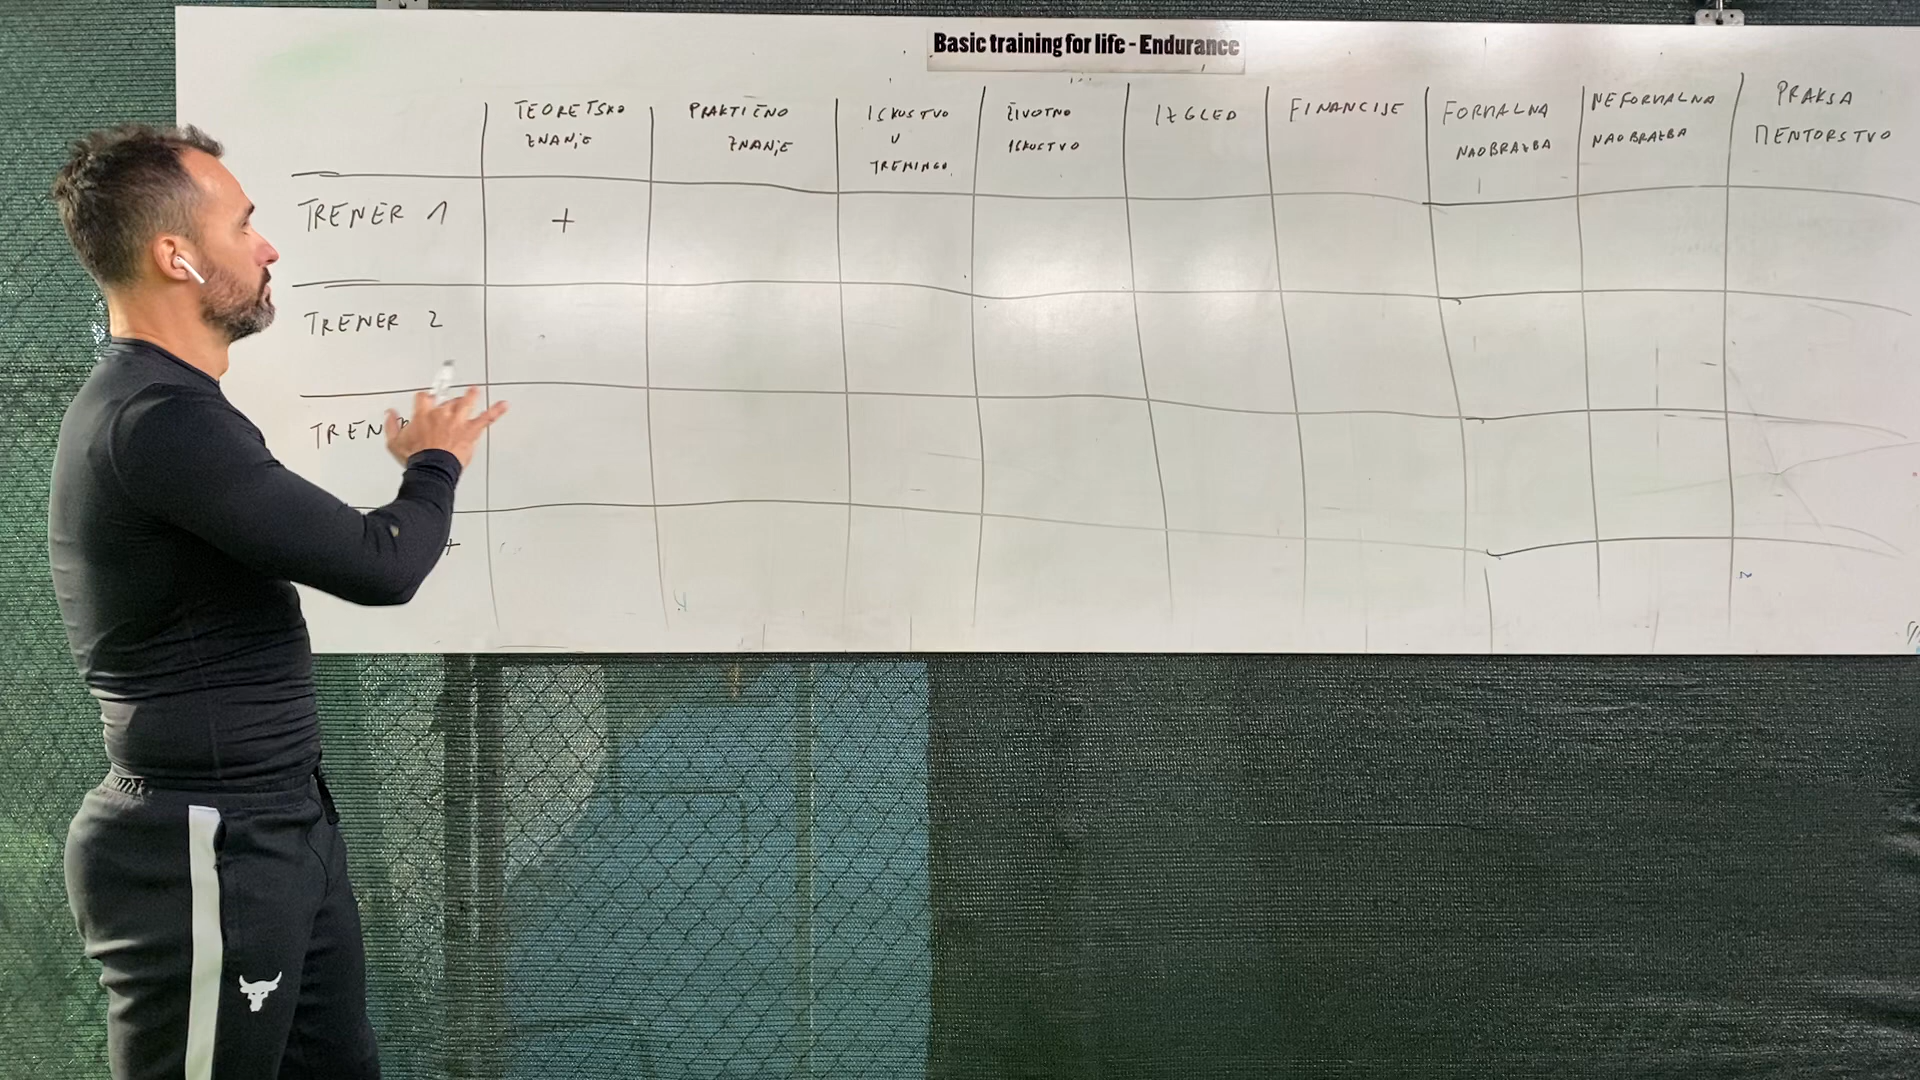 Basic training for life - Endurance
TEORETSKO
ZNANjE
PRAKTIČNO
ZNANjE
ISKUSTVO
U
TRENINGU
ŽIVOTNO
ISKUSTVO
IZGLED
FINANCIJE
FORMALNA
NAOBRAZBA
NEFORMALNA
NAOBRAZBA
PRAKSA
MENTORSTVO
TRENER 1
+
TRENER 2
TREN
+